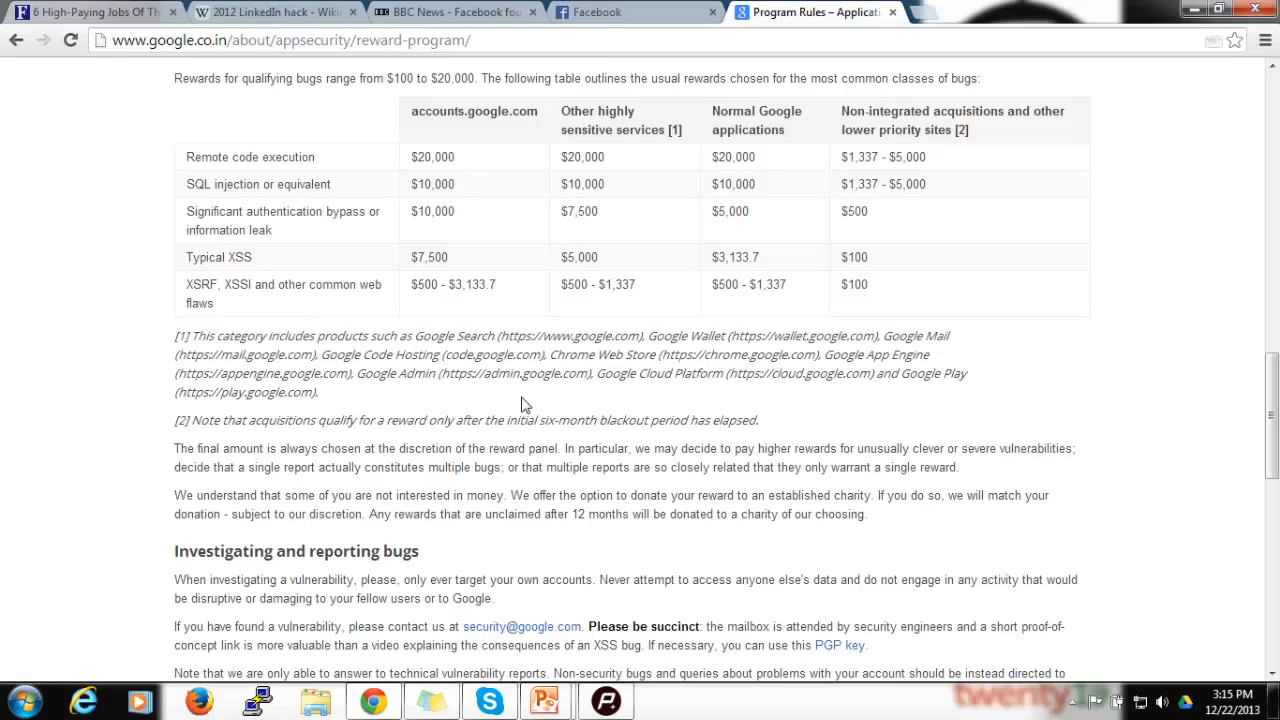 6 High-Paying Jobs Of Th
2012 LinkedIn hack - Wiki
BBC News - Facebook fou
Facebook
Program Rules – Applicati
www.google.co.in/about/appsecurity/reward-program/
Rewards for qualifying bugs range from $100 to $20,000. The following table outlines the usual rewards chosen for the most common classes of bugs:
accounts.google.com
Other highly
sensitive services [1]
Normal Google
applications
Non-integrated acquisitions and other
lower priority sites [2]
Remote code execution $20,000 $20,000 $20,000 $1,337 - $5,000
SQL injection or equivalent $10,000 $10,000 $10,000 $1,337 - $5,000
Significant authentication bypass or
information leak
$10,000 $7,500 $5,000 $500
Typical XSS $7,500 $5,000 $3,133.7 $100
XSRF, XSSI and other common web
flaws
$500 - $3,133.7 $500 - $1,337 $500 - $1,337 $100
[1] This category includes products such as Google Search (https://www.google.com), Google Wallet (https://wallet.google.com), Google Mail
(https://mail.google.com), Google Code Hosting (code.google.com), Chrome Web Store (https://chrome.google.com), Google App Engine
(https://appengine.google.com), Google Admin (https://admin.google.com), Google Cloud Platform (https://cloud.google.com) and Google Play
(https://play.google.com).
[2] Note that acquisitions qualify for a reward only after the initial six-month blackout period has elapsed.
The final amount is always chosen at the discretion of the reward panel. In particular, we may decide to pay higher rewards for unusually clever or severe vulnerabilities;
decide that a single report actually constitutes multiple bugs; or that multiple reports are so closely related that they only warrant a single reward.
We understand that some of you are not interested in money. We offer the option to donate your reward to an established charity. If you do so, we will match your
donation - subject to our discretion. Any rewards that are unclaimed after 12 months will be donated to a charity of our choosing.
Investigating and reporting bugs
When investigating a vulnerability, please, only ever target your own accounts. Never attempt to access anyone else's data and do not engage in any activity that would
be disruptive or damaging to your fellow users or to Google.
If you have found a vulnerability, please contact us at security@google.com. Please be succinct: the mailbox is attended by security engineers and a short proof-of-
concept link is more valuable than a video explaining the consequences of an XSS bug. If necessary, you can use this PGP key.
Note that we are only able to answer to technical vulnerability reports. Non-security bugs and queries about problems with your account should be instead directed to
3:15 PM
12/22/2013